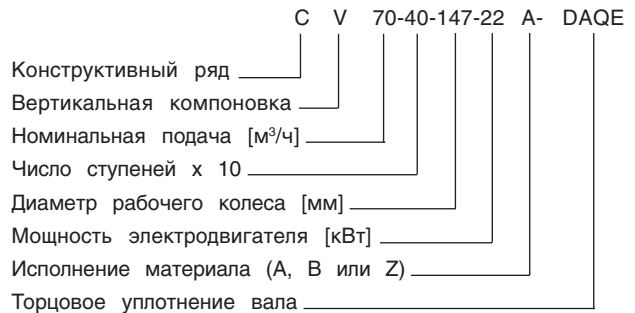 C V 70-40-147-22 A- DAQE
Конструктивный ряд
Вертикальная компоновка
Номинальная подача [м³/ч]
Число ступеней х 10
Диаметр рабочего колеса [мм]
Мощность электродвигателя [кВт]
Исполнение материала (A, B или Z)
Торцовое уплотнение вала